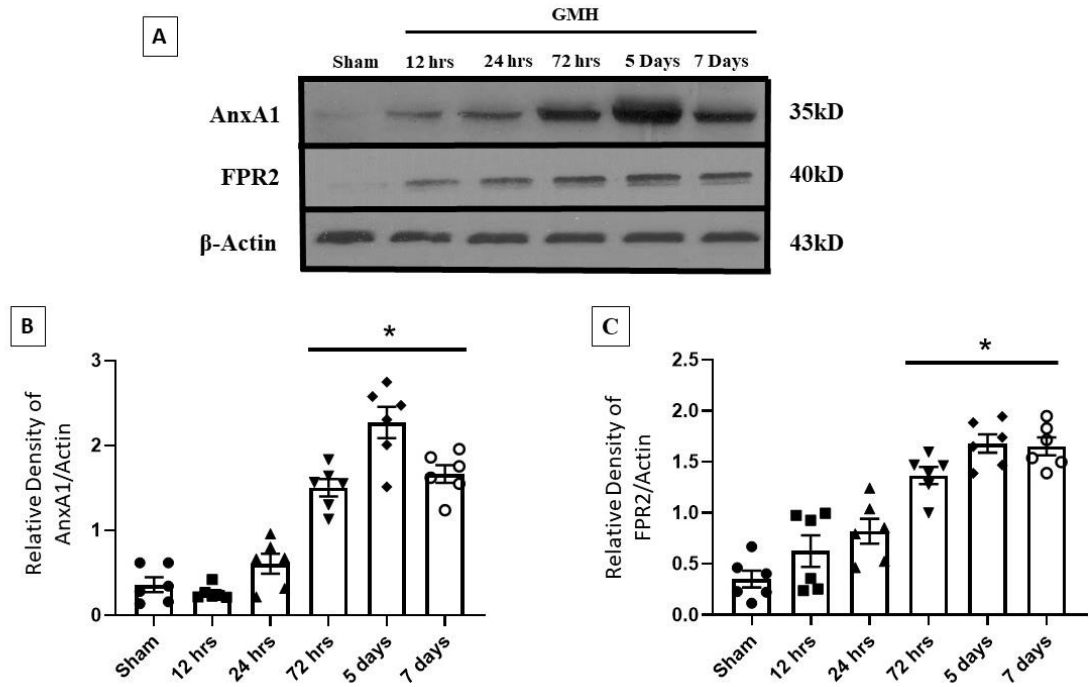 A
GMH
Sham 12 hrs 24 hrs 72 hrs 5 Days 7 Days
AnxA1 35kD
FPR2 40kD
β-Actin 43kD
B
*
Relative Density of
AnxA1/Actin
3
2
1
0
Sham 12 hrs 24 hrs 72 hrs 5 days 7 days
C
*
Relative Density of
FPR2/Actin
2.5
2.0
1.5
1.0
0.5
0.0
Sham 12 hrs 24 hrs 72 hrs 5 days 7 days